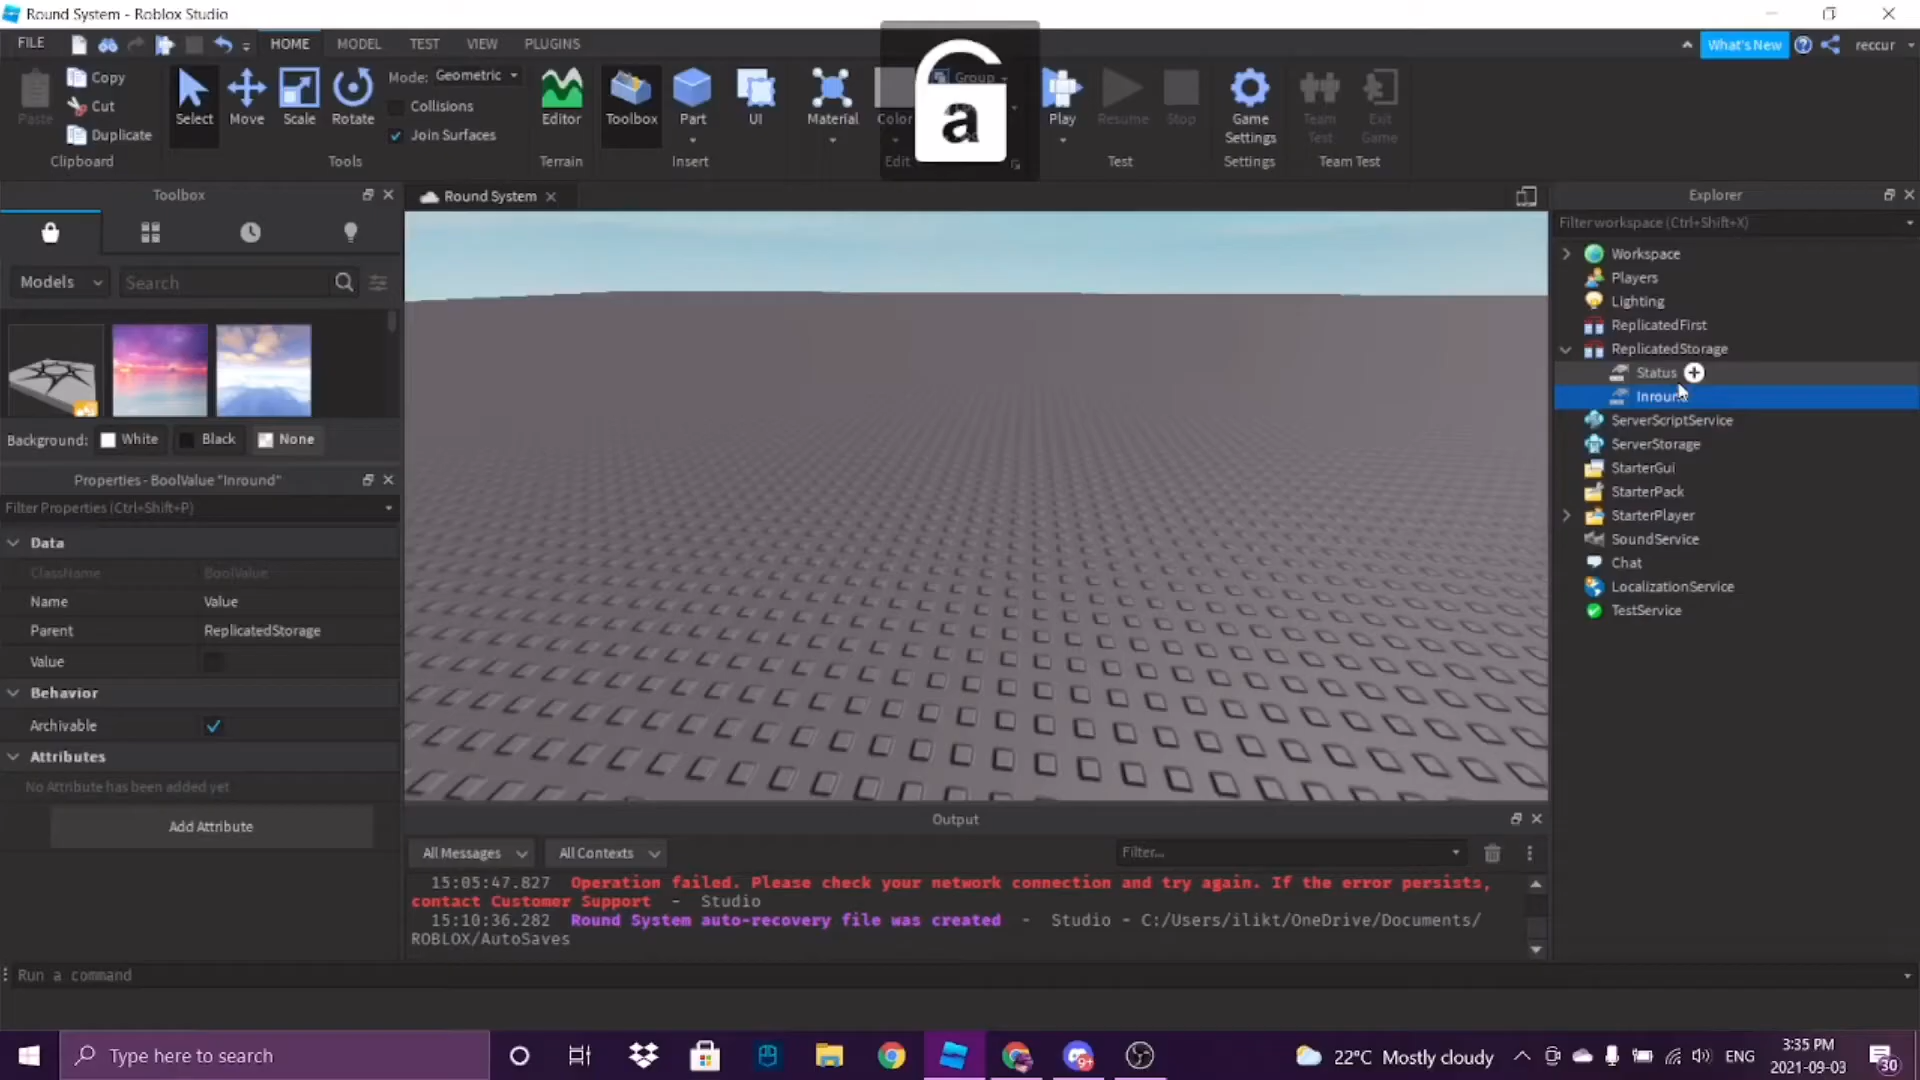 Round System - Roblox Studio
FILE HOME MODEL TEST VIEW PLUGINS What's New reccur
Paste Copy Cut Duplicate Clipboard
Select Move Scale Rotate Mode: Geometric Collisions Join Surfaces Tools
Editor Terrain
Toolbox Part UI Insert
Material Color Group Edit
a
Play Resume Stop Test
Game Settings Settings
Team Test Exit Game Team Test
Toolbox
Models Search
Background: White Black None
Properties - BoolValue "Inround"
Filter Properties (Ctrl+Shift+P)
Data
ClassName BoolValue
Name Value
Parent ReplicatedStorage
Value
Behavior
Archivable
Attributes
No Attribute has been added yet
Add Attribute
Round System
Output
All Messages All Contexts Filter...
15:05:47.827 Operation failed. Please check your network connection and try again. If the error persists,
contact Customer Support - Studio
15:10:36.282 Round System auto-recovery file was created - Studio - C:/Users/ilikt/OneDrive/Documents/
ROBLOX/AutoSaves
Explorer
Filter workspace (Ctrl+Shift+X)
Workspace
Players
Lighting
ReplicatedFirst
ReplicatedStorage
Status
Inround
ServerScriptService
ServerStorage
StarterGui
StarterPack
StarterPlayer
SoundService
Chat
LocalizationService
TestService
Run a command
Type here to search
9+
22°C Mostly cloudy ENG 3:35 PM
2021-09-03
30